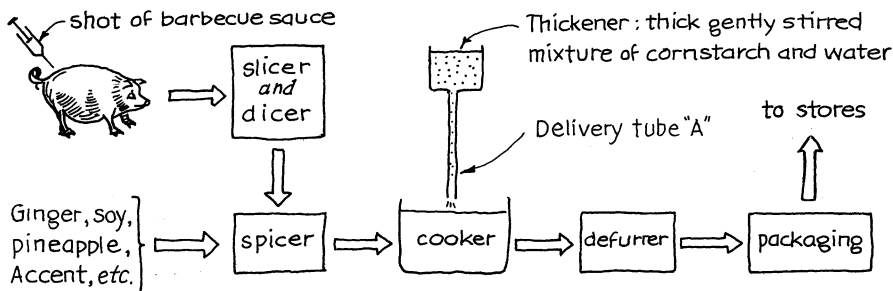 shot of barbecue sauce
slicer
and
dicer
Thickener: thick gently stirred
mixture of cornstarch and water
Delivery tube "A"
to stores
Ginger, soy,
pineapple,
Accent, etc.
spicer
cooker
defurrer
packaging